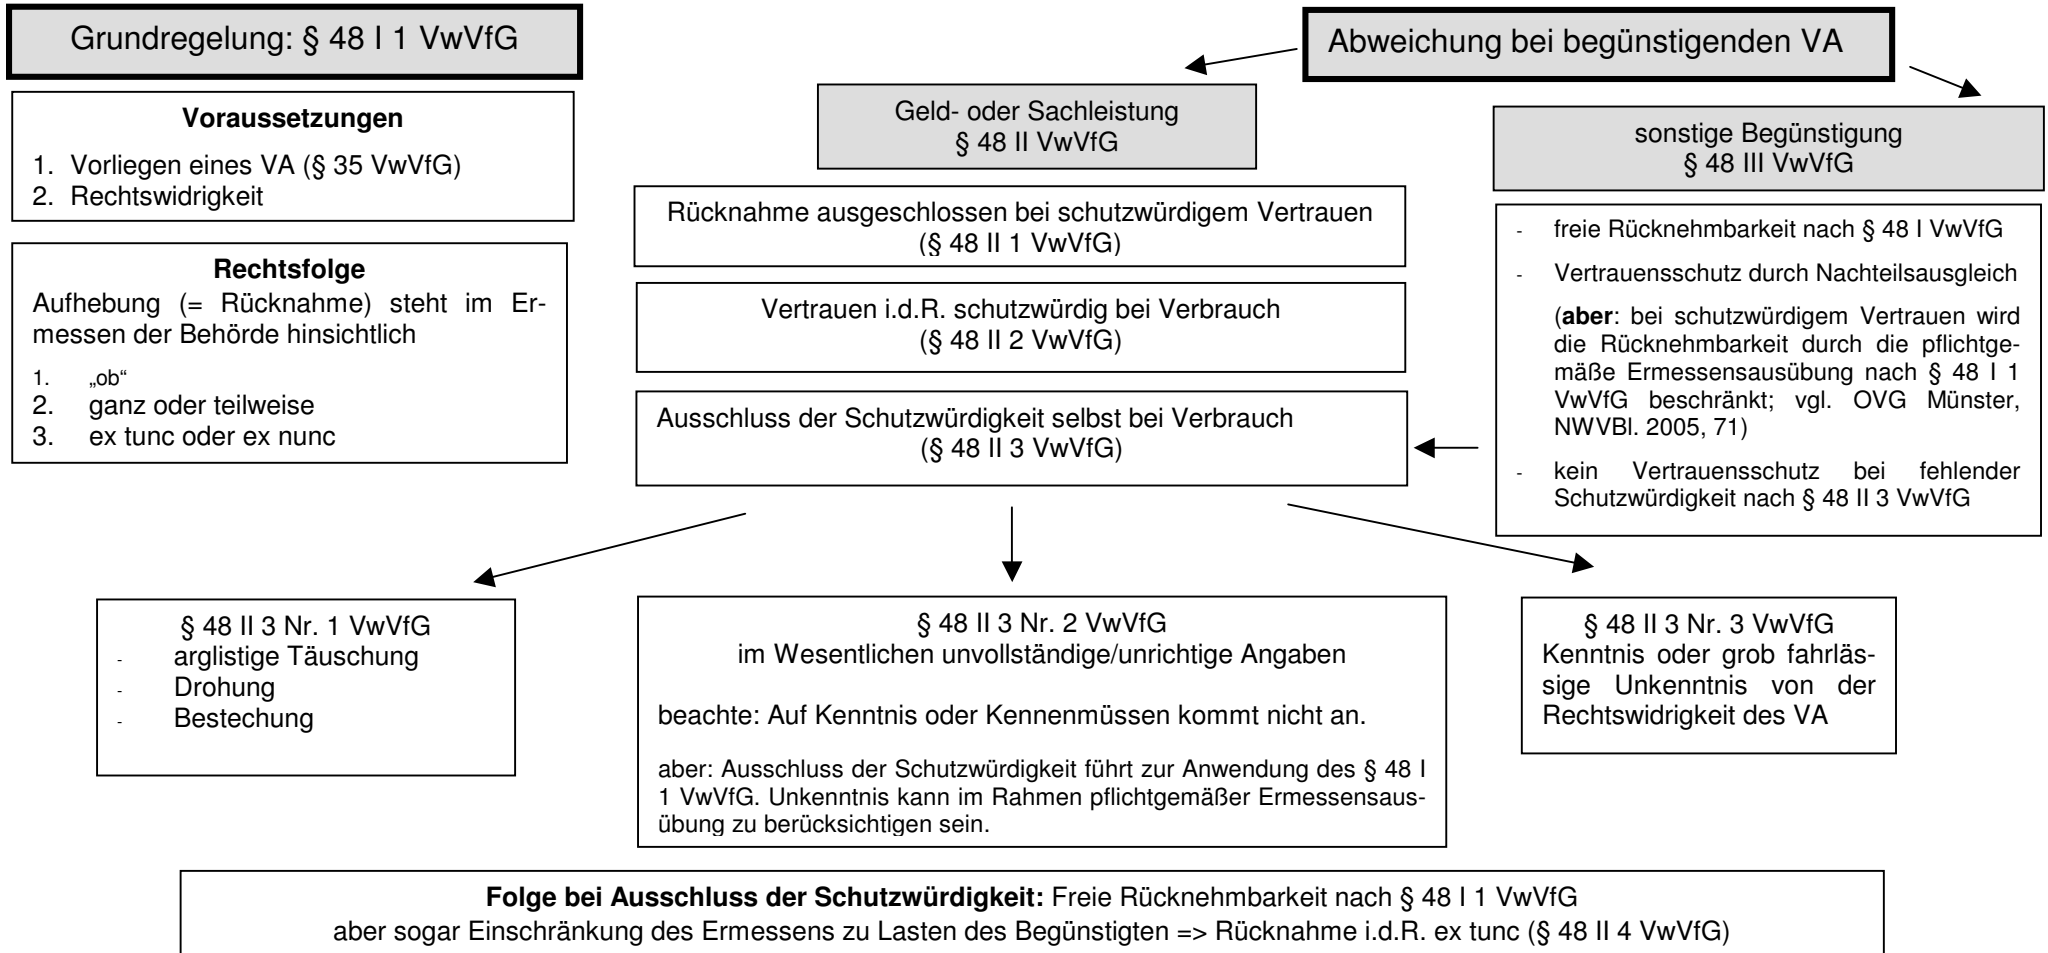 Grundregelung: § 48 I 1 VwVfG
Voraussetzungen
1. Vorliegen eines VA (§ 35 VwVfG)
2. Rechtswidrigkeit
Rechtsfolge
Aufhebung (= Rücknahme) steht im Er-
messen der Behörde hinsichtlich
1. „ob“
2. ganz oder teilweise
3. ex tunc oder ex nunc
Abweichung bei begünstigenden VA
Geld- oder Sachleistung
§ 48 II VwVfG
Rücknahme ausgeschlossen bei schutzwürdigem Vertrauen
(§ 48 II 1 VwVfG)
Vertrauen i.d.R. schutzwürdig bei Verbrauch
(§ 48 II 2 VwVfG)
Ausschluss der Schutzwürdigkeit selbst bei Verbrauch
(§ 48 II 3 VwVfG)
sonstige Begünstigung
§ 48 III VwVfG
- freie Rücknehmbarkeit nach § 48 I VwVfG
- Vertrauensschutz durch Nachteilsausgleich
(aber: bei schutzwürdigem Vertrauen wird
die Rücknehmbarkeit durch die pflichtge-
mäße Ermessensausübung nach § 48 I 1
VwVfG beschränkt; vgl. OVG Münster,
NWVBl. 2005, 71)
- kein Vertrauensschutz bei fehlender
Schutzwürdigkeit nach § 48 II 3 VwVfG
§ 48 II 3 Nr. 1 VwVfG
- arglistige Täuschung
- Drohung
- Bestechung
§ 48 II 3 Nr. 2 VwVfG
im Wesentlichen unvollständige/unrichtige Angaben
beachte: Auf Kenntnis oder Kennenmüssen kommt nicht an.
aber: Ausschluss der Schutzwürdigkeit führt zur Anwendung des § 48 I
1 VwVfG. Unkenntnis kann im Rahmen pflichtgemäßer Ermessensaus-
übung zu berücksichtigen sein.
§ 48 II 3 Nr. 3 VwVfG
Kenntnis oder grob fahrläs-
sige Unkenntnis von der
Rechtswidrigkeit des VA
Folge bei Ausschluss der Schutzwürdigkeit: Freie Rücknehmbarkeit nach § 48 I 1 VwVfG
aber sogar Einschränkung des Ermessens zu Lasten des Begünstigten => Rücknahme i.d.R. ex tunc (§ 48 II 4 VwVfG)